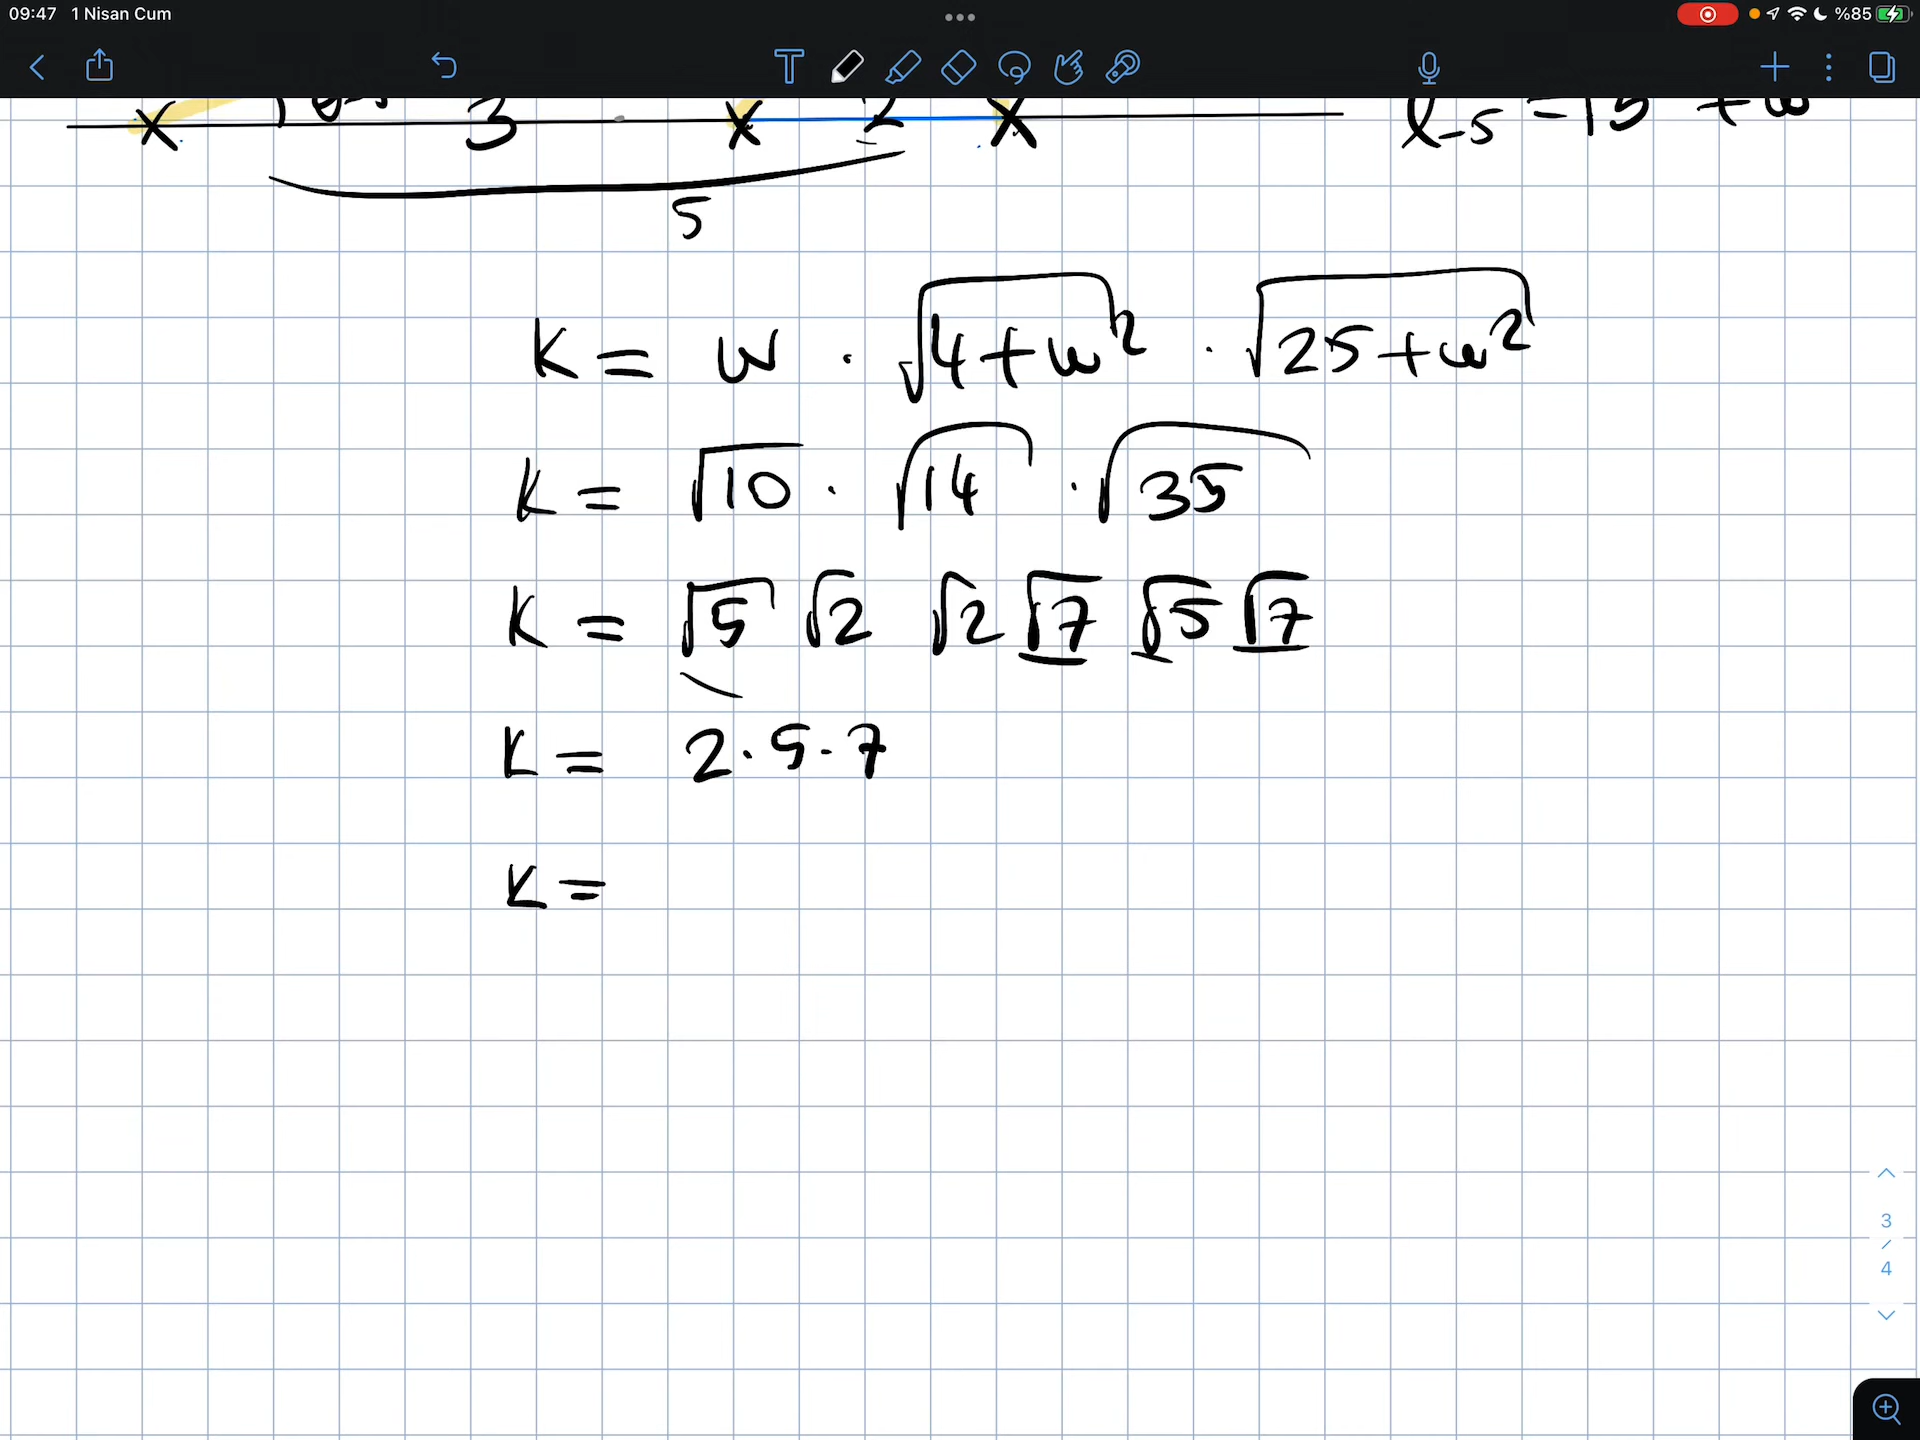 09:47 1 Nisan Cum %85
T
3 2
5
K = w · √4+w² · √25+w²
K = √10 · √14 · √35
K = √5 √2 √2 √7 √5 √7
K = 2·5·7
K =
3
/
4